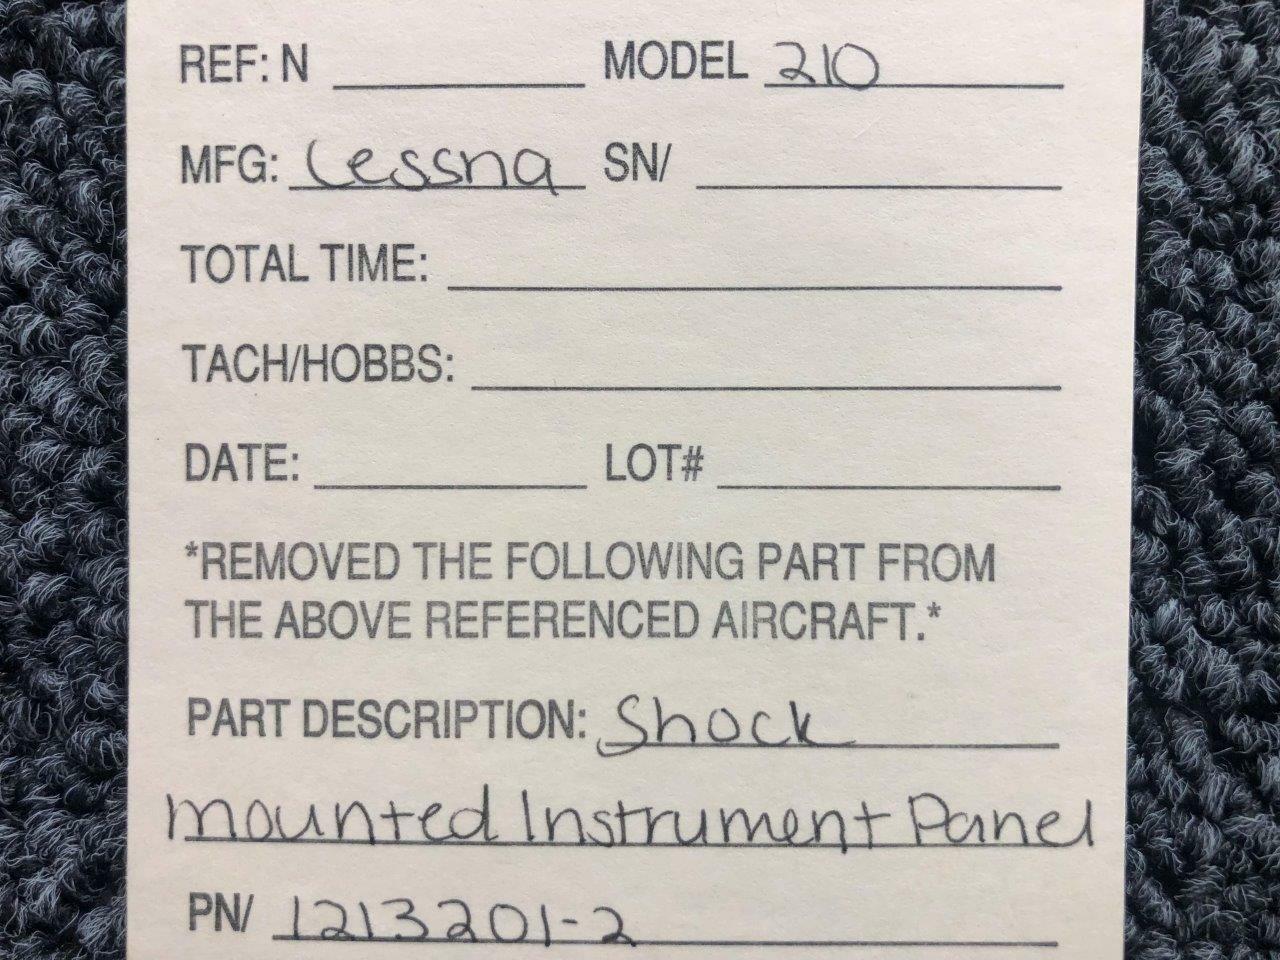 REF: N MODEL 210
MFG: Cessna SN/
TOTAL TIME:
TACH/HOBBS:
DATE: LOT#
*REMOVED THE FOLLOWING PART FROM
THE ABOVE REFERENCED AIRCRAFT.*
PART DESCRIPTION: Shock
mounted Instrument Panel
PN/ 1213201-2